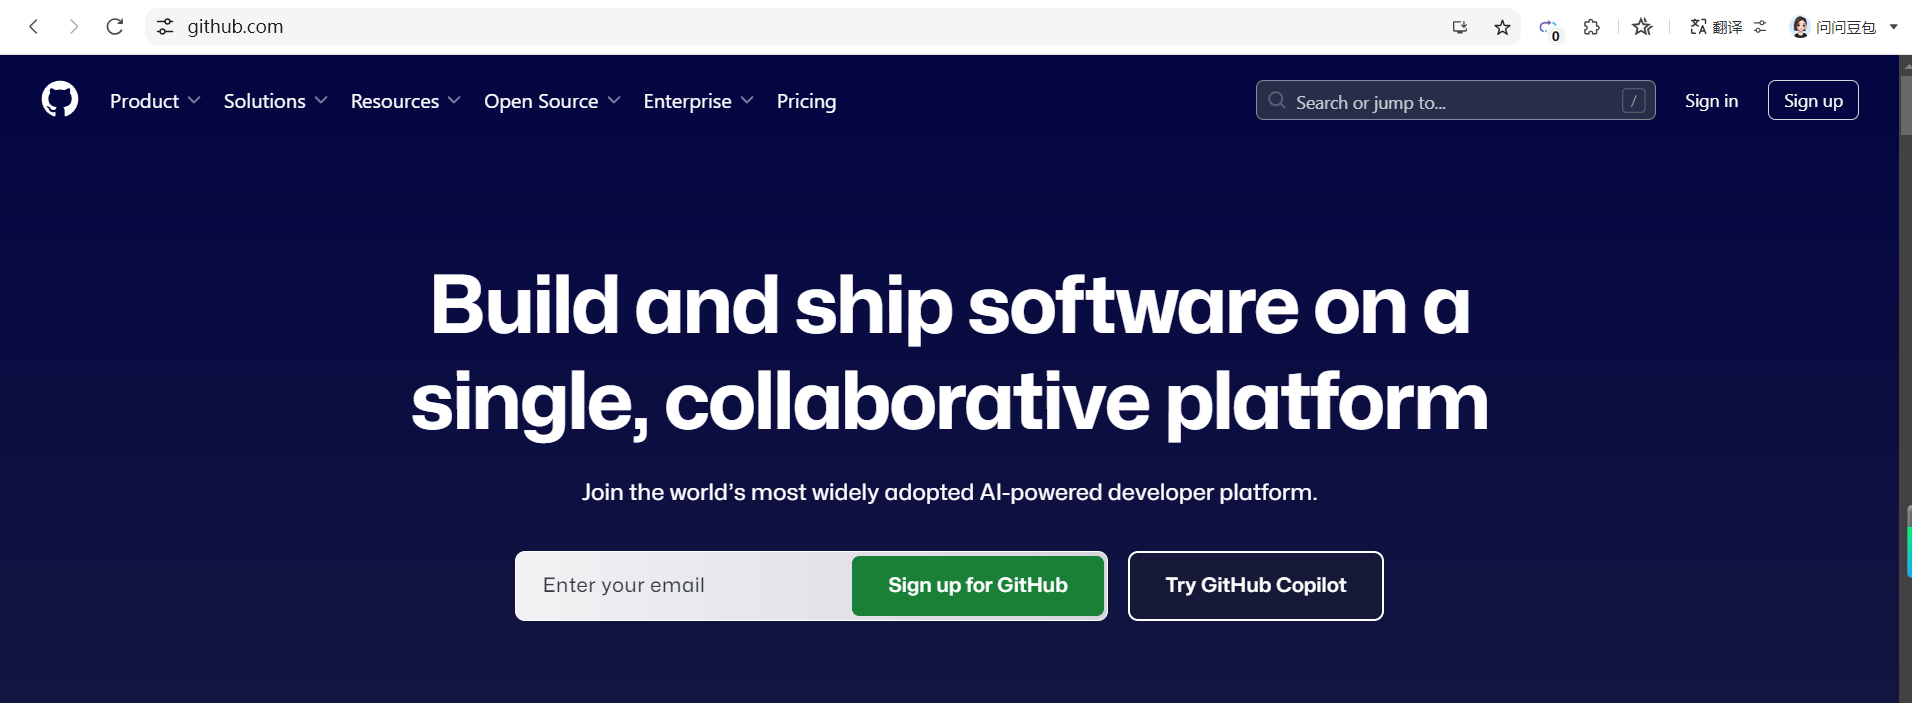 github.com
0
翻译
问问豆包
Product Solutions Resources Open Source Enterprise Pricing
Search or jump to...
/
Sign in
Sign up
Build and ship software on a
single, collaborative platform
Join the world’s most widely adopted AI-powered developer platform.
Enter your email
Sign up for GitHub
Try GitHub Copilot